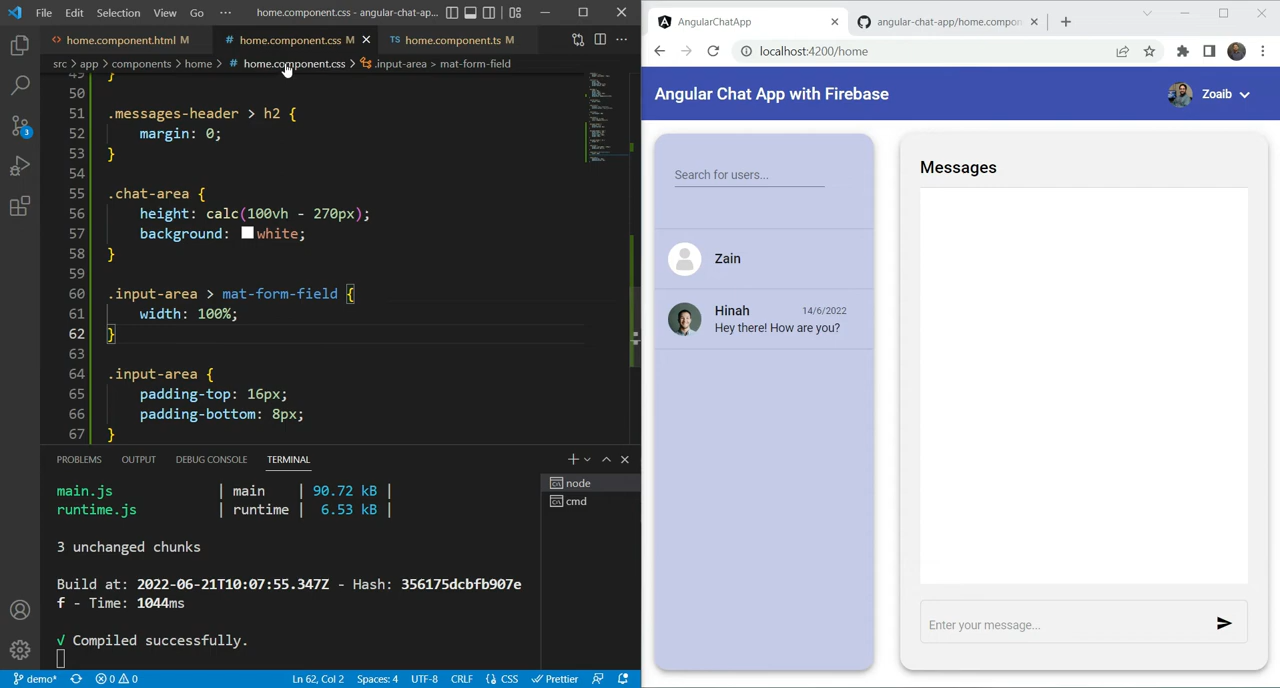 File Edit Selection View Go ··· home.component.css - angular-chat-ap...
home.component.html M
# home.component.css M
TS home.component.ts M
src > app > components > home > # home.component.css > .input-area > mat-form-field
49 }
50
51 .messages-header > h2 {
52 margin: 0;
53 }
54
55 .chat-area {
56 height: calc(100vh - 270px);
57 background: white;
58 }
59
60 .input-area > mat-form-field {
61 width: 100%;
62 }
63
64 .input-area {
65 padding-top: 16px;
66 padding-bottom: 8px;
67 }
3
PROBLEMS OUTPUT DEBUG CONSOLE TERMINAL
main.js | main | 90.72 kB |
runtime.js | runtime | 6.53 kB |
3 unchanged chunks
Build at: 2022-06-21T10:07:55.347Z - Hash: 356175dcbfb907e
f - Time: 1044ms
√ Compiled successfully.
node
cmd
demo* 0 0 Ln 62, Col 2 Spaces: 4 UTF-8 CRLF {} CSS Prettier
AngularChatApp
angular-chat-app/home.compon
localhost:4200/home
Angular Chat App with Firebase
Zoaib
Search for users...
Zain
Hinah 14/6/2022
Hey there! How are you?
Messages
Enter your message...